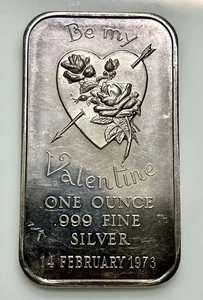 Be my
Valentine
ONE OUNCE
.999 FINE
SILVER
14 FEBRUARY 1973